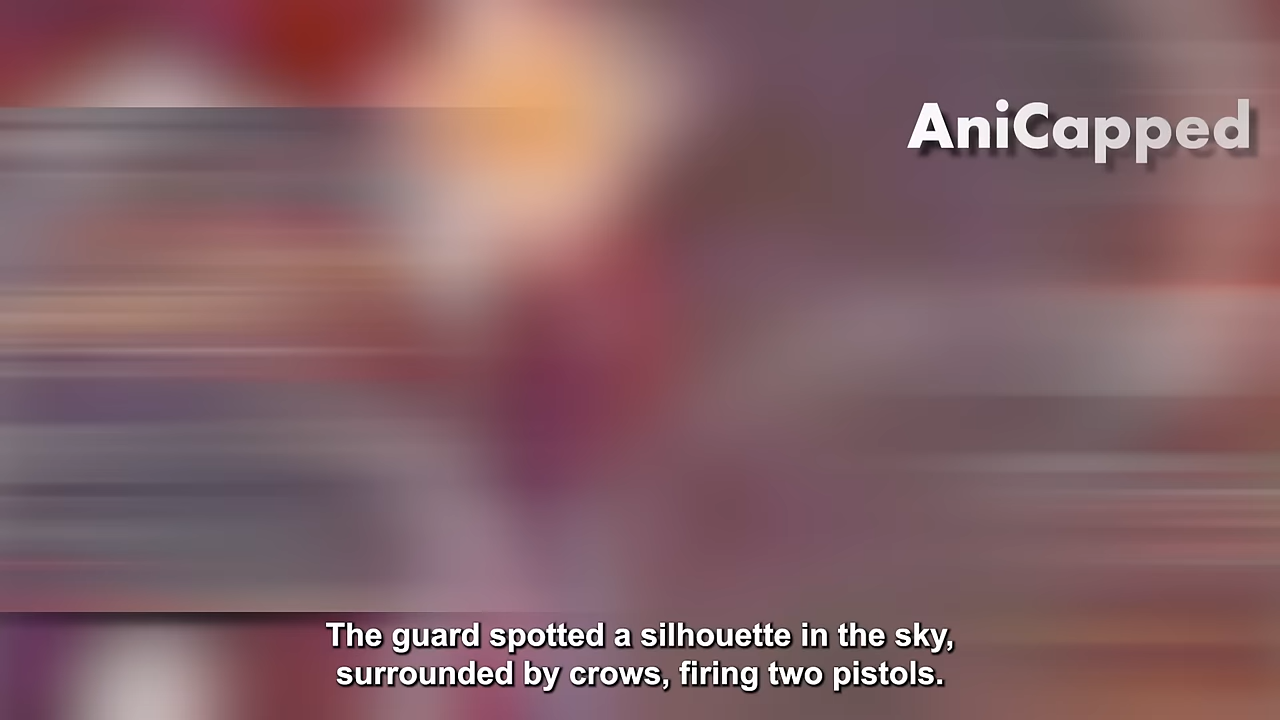 AniCapped
The guard spotted a silhouette in the sky,
surrounded by crows, firing two pistols.